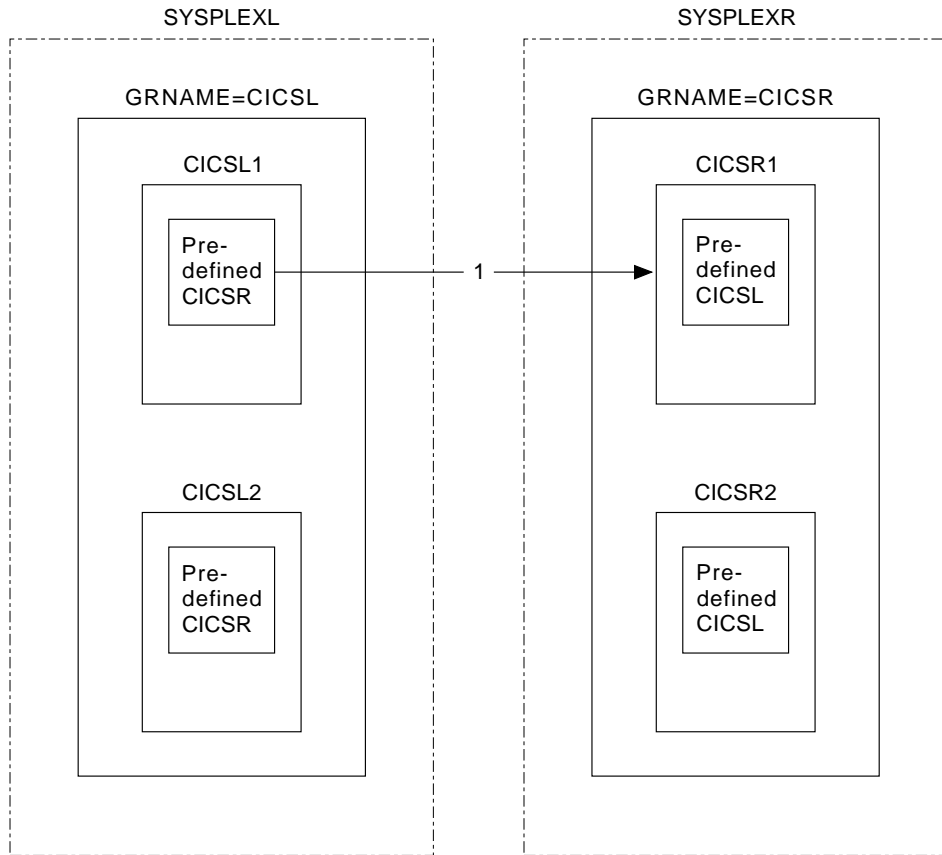 SYSPLEXL
SYSPLEXR
GRNAME=CICSL
GRNAME=CICSR
CICSL1
CICSR1
Pre-
defined
CICSR
1
Pre-
defined
CICSL
CICSL2
CICSR2
Pre-
defined
CICSR
Pre-
defined
CICSL